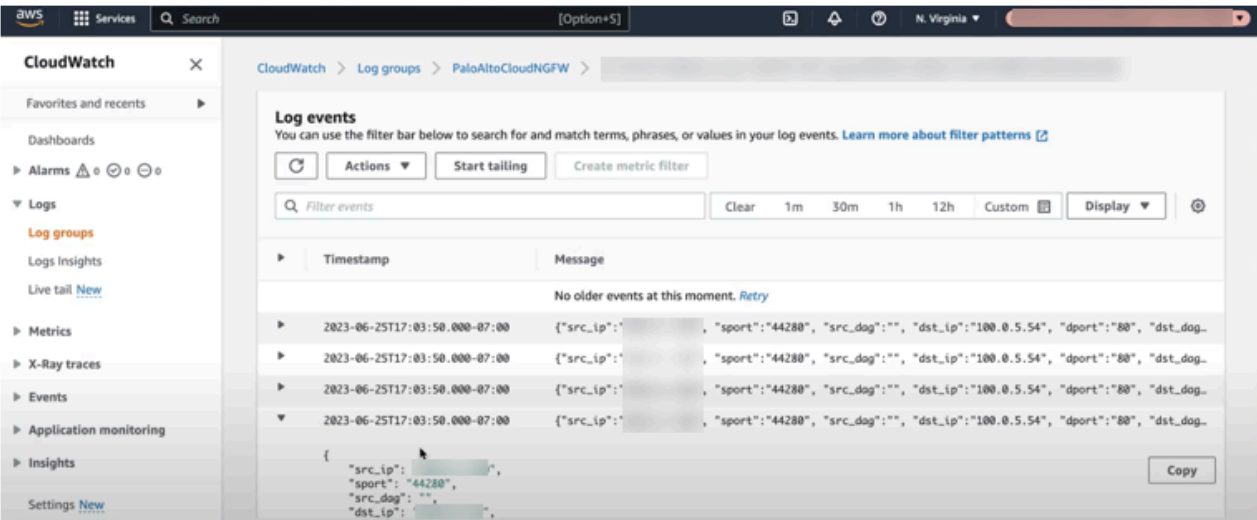 aws Services Search [Option+S] N. Virginia
CloudWatch
CloudWatch > Log groups > PaloAltoCloudNGFW >
Favorites and recents
Dashboards
Alarms 0 0 0
Logs
Log groups
Logs Insights
Live tail New
Metrics
X-Ray traces
Events
Application monitoring
Insights
Settings New
Log events
You can use the filter bar below to search for and match terms, phrases, or values in your log events. Learn more about filter patterns
Actions Start tailing Create metric filter
Filter events Clear 1m 30m 1h 12h Custom Display
Timestamp Message
No older events at this moment. Retry
2023-06-25T17:03:50.000-07:00 {"src_ip":" , "sport":"44280", "src_dag":"", "dst_ip":"100.0.5.54", "dport":"80", "dst_dag…
2023-06-25T17:03:50.000-07:00 {"src_ip":" , "sport":"44280", "src_dag":"", "dst_ip":"100.0.5.54", "dport":"80", "dst_dag…
2023-06-25T17:03:50.000-07:00 {"src_ip":" , "sport":"44280", "src_dag":"", "dst_ip":"100.0.5.54", "dport":"80", "dst_dag…
2023-06-25T17:03:50.000-07:00 {"src_ip":" , "sport":"44280", "src_dag":"", "dst_ip":"100.0.5.54", "dport":"80", "dst_dag…
{
"src_ip": ",
"sport": "44280",
"src_dag": "",
"dst_ip": ",
Copy